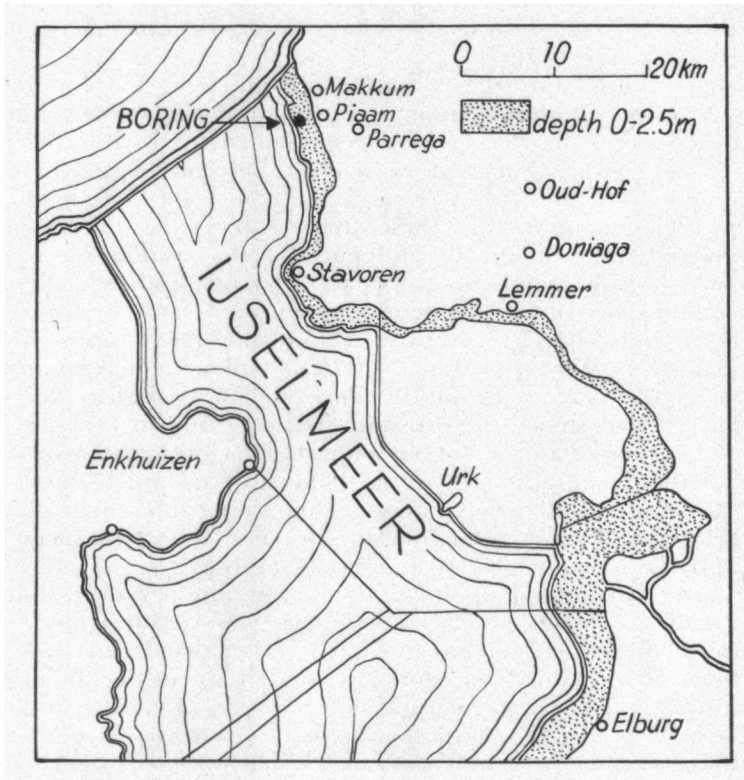 0 10 20km
Makkum
Piaam
BORING
Parrega
depth 0-2.5m
Oud-Hof
Doniaga
Stavoren
Lemmer
IJSELMEER
Enkhuizen
Urk
Elburg